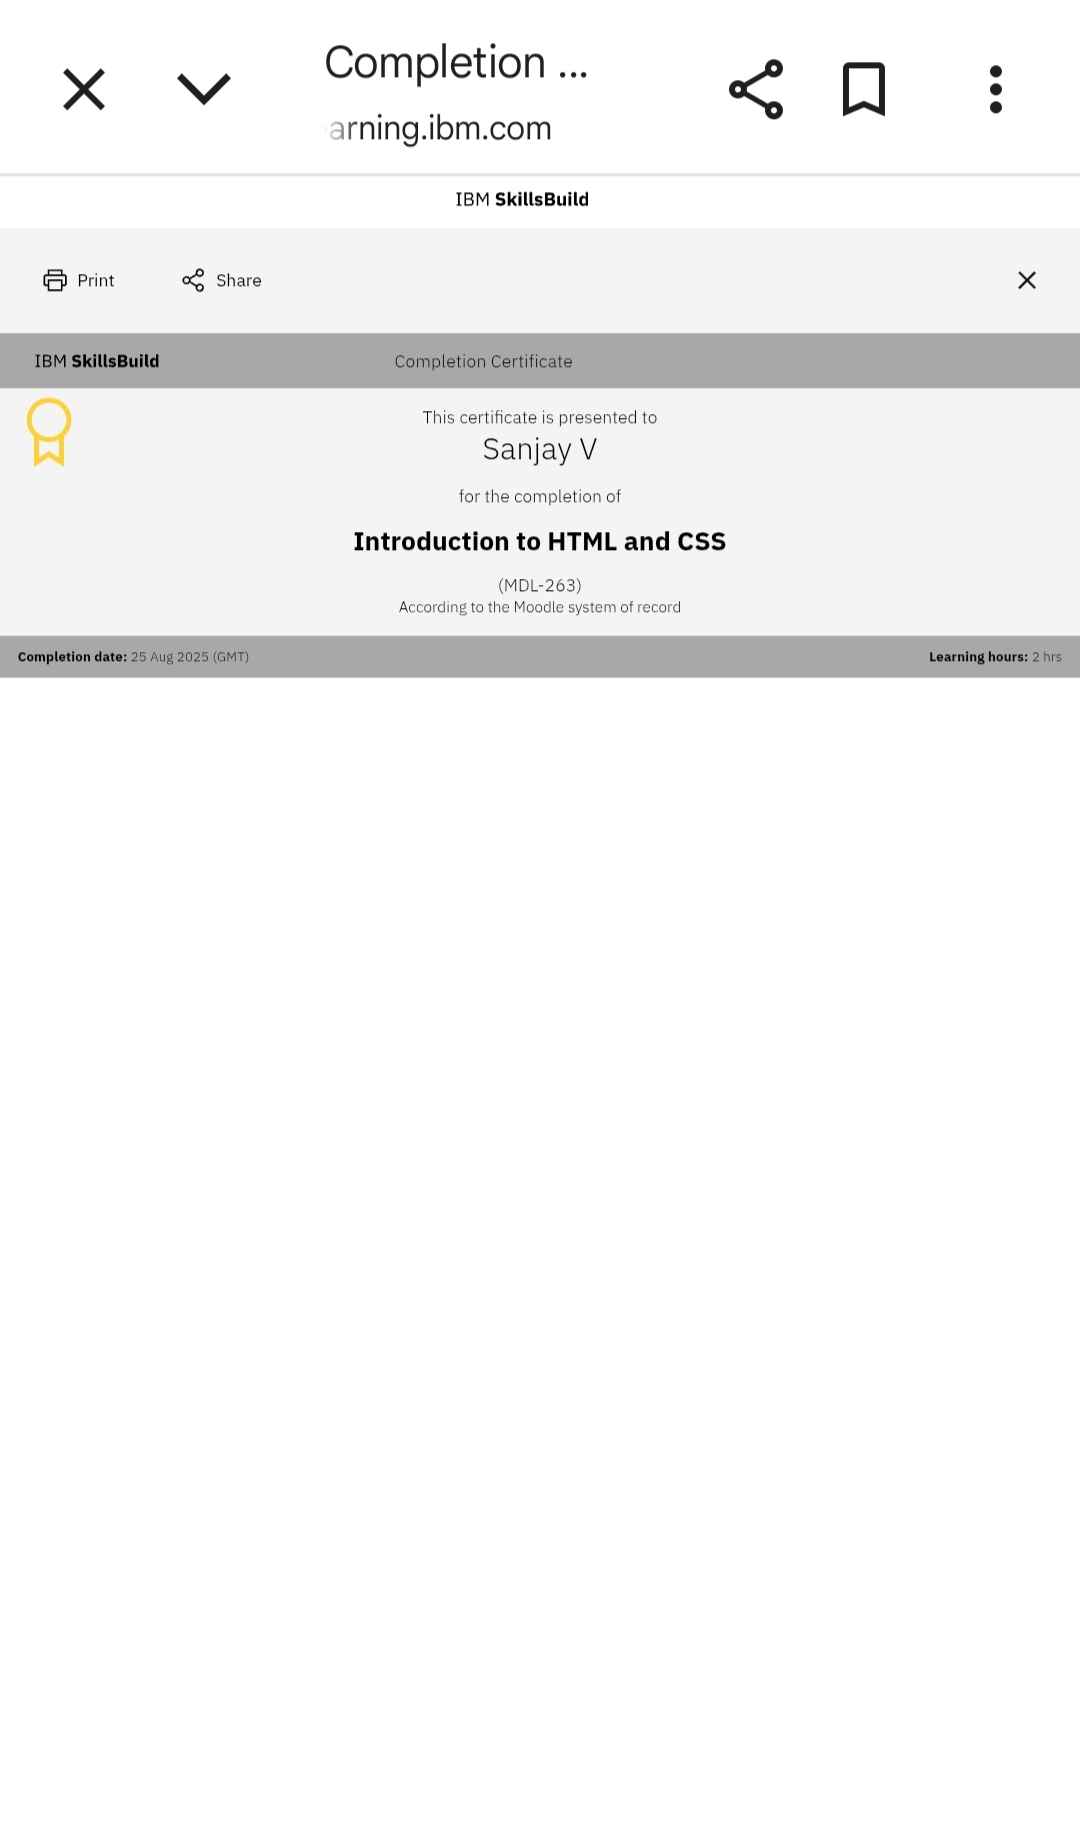 Completion ...
arning.ibm.com
IBM SkillsBuild
Print Share
IBM SkillsBuild Completion Certificate
This certificate is presented to
Sanjay V
for the completion of
Introduction to HTML and CSS
(MDL-263)
According to the Moodle system of record
Completion date: 25 Aug 2025 (GMT) Learning hours: 2 hrs